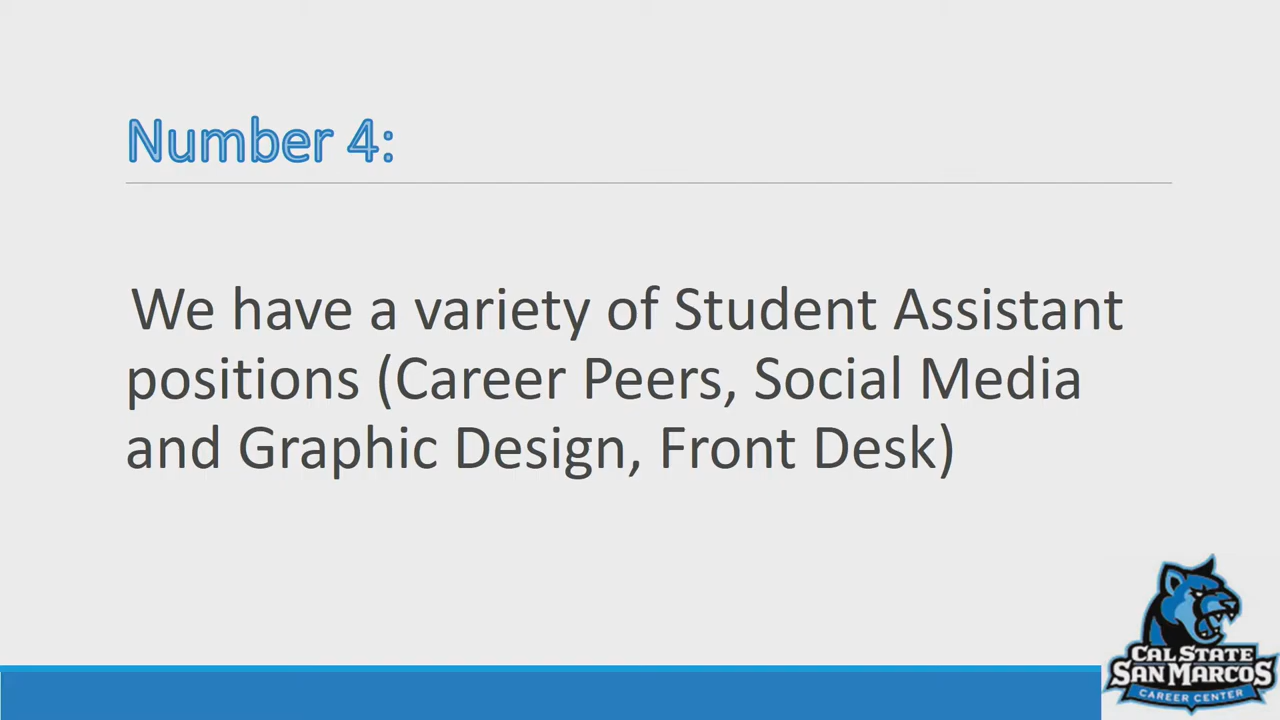 Number 4:
We have a variety of Student Assistant
positions (Career Peers, Social Media
and Graphic Design, Front Desk)
CAL STATE
SAN MARCOS
CAREER CENTER